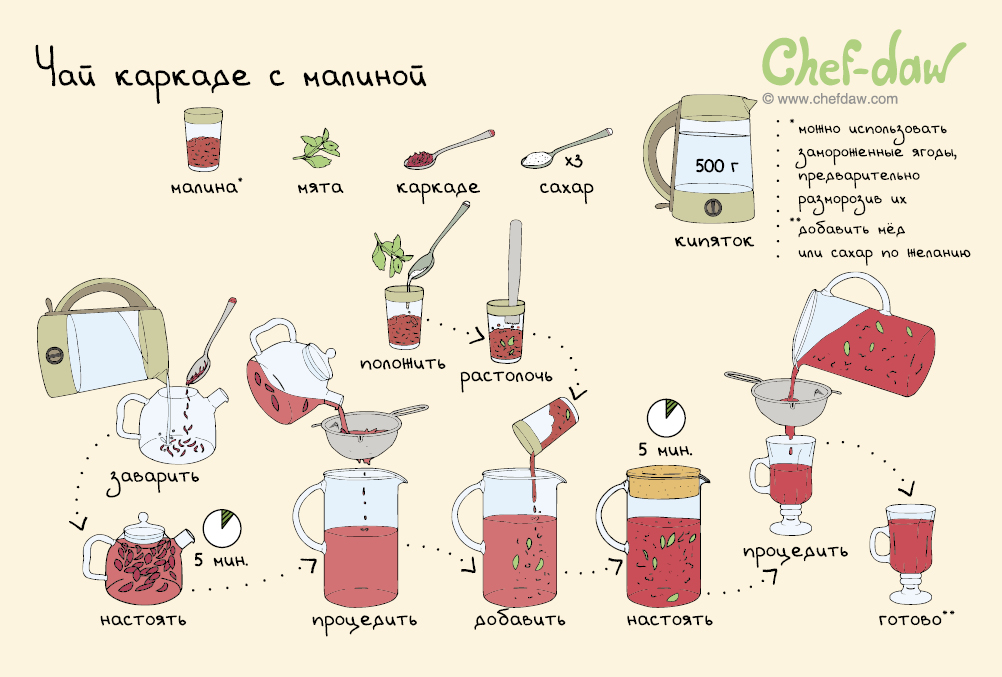 Чай каркаде с малиной
Chef-daw
© www.chefdaw.com
малина*
мята
каркаде
x3
сахар
500 г
кипяток
*можно использовать
замороженные ягоды,
предварительно
разморозив их
**добавить мёд
или сахар по желанию
положить
растолочь
заварить
5 мин.
настоять
процедить
добавить
5 мин.
настоять
процедить
готово**